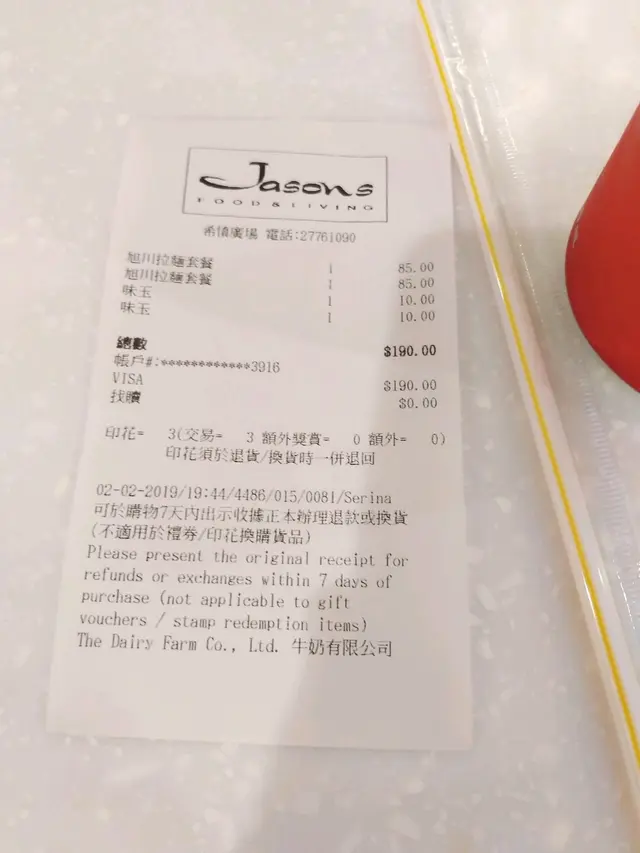 Jasons
FOOD & LIVING
希慎廣場 電話:27761090
旭川拉麵套餐 1 85.00
旭川拉麵套餐 1 85.00
味玉 1 10.00
味玉 1 10.00
總數 $190.00
帳戶#:************3916
VISA $190.00
找贖 $0.00
印花= 3(交易= 3 額外獎賞= 0 額外= 0)
印花須於退貨/換貨時一併退回
02-02-2019/19:44/4486/015/0081/Serina
可於購物7天內出示收據正本辦理退款或換貨
(不適用於禮券/印花換購貨品)
Please present the original receipt for
refunds or exchanges within 7 days of
purchase (not applicable to gift
vouchers / stamp redemption items)
The Dairy Farm Co., Ltd. 牛奶有限公司